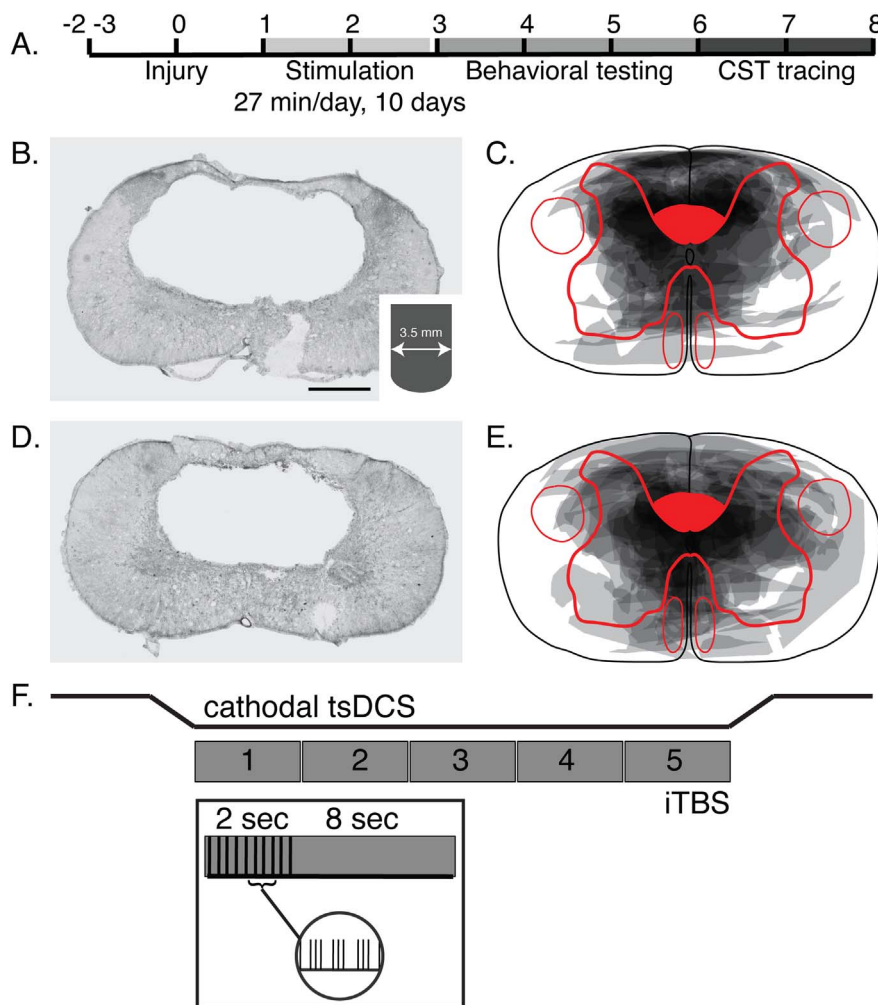 A.
-2 -3 0 1 2 3 4 5 6 7 8
Injury Stimulation Behavioral testing CST tracing
27 min/day, 10 days
B.
C.
3.5 mm
D.
E.
F.
cathodal tsDCS
1 2 3 4 5
iTBS
2 sec 8 sec